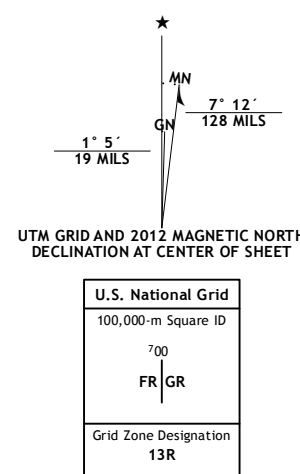 ★
MN
GN
7° 12´
128 MILS
1° 5´
19 MILS
UTM GRID AND 2012 MAGNETIC NORTH
DECLINATION AT CENTER OF SHEET
U.S. National Grid
100,000-m Square ID
⁷00
FR GR
Grid Zone Designation
13R